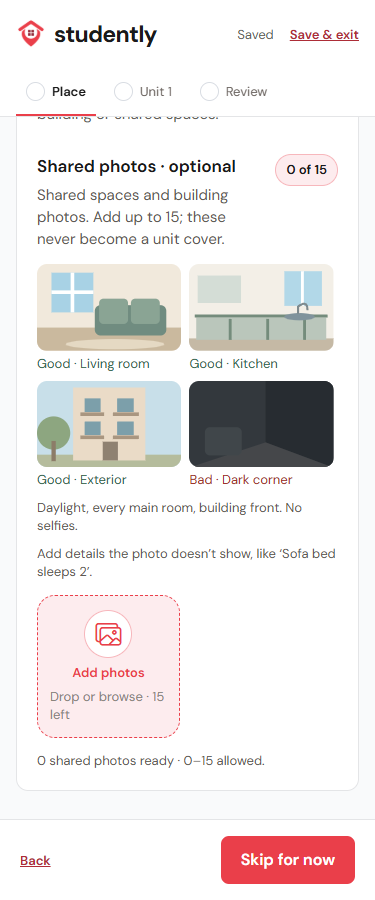 studently
Saved
Save & exit
Place
Unit 1
Review
building or shared spaces.
Shared photos · optional
0 of 15
Shared spaces and building
photos. Add up to 15; these
never become a unit cover.
Good · Living room
Good · Kitchen
Good · Exterior
Bad · Dark corner
Daylight, every main room, building front. No
selfies.
Add details the photo doesn’t show, like ‘Sofa bed
sleeps 2’.
Add photos
Drop or browse · 15
left
0 shared photos ready · 0–15 allowed.
Back
Skip for now